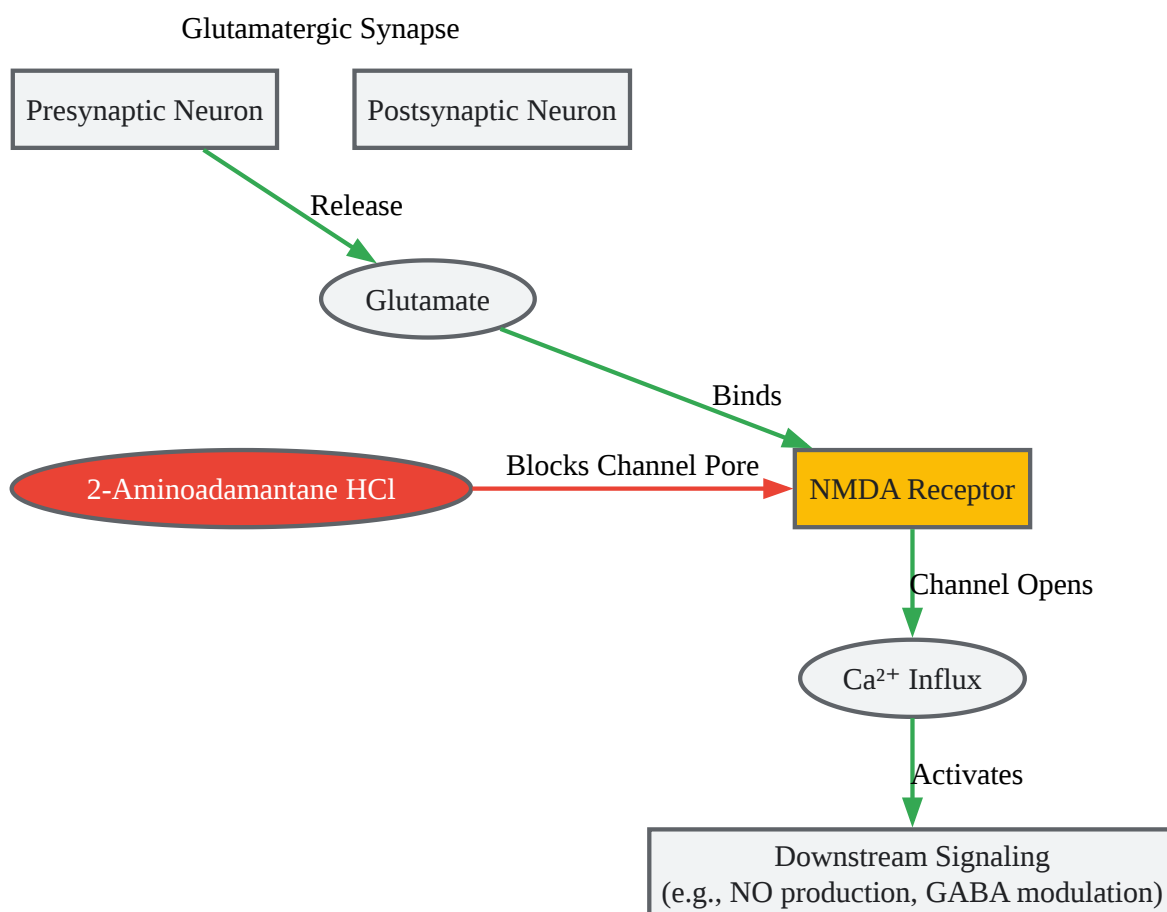 Glutamatergic Synapse
Presynaptic Neuron
Postsynaptic Neuron
Release
Glutamate
Binds
Blocks Channel Pore
2-Aminoadamantane HCl
NMDA Receptor
Channel Opens
Ca²⁺ Influx
Activates
Downstream Signaling
(e.g., NO production, GABA modulation)